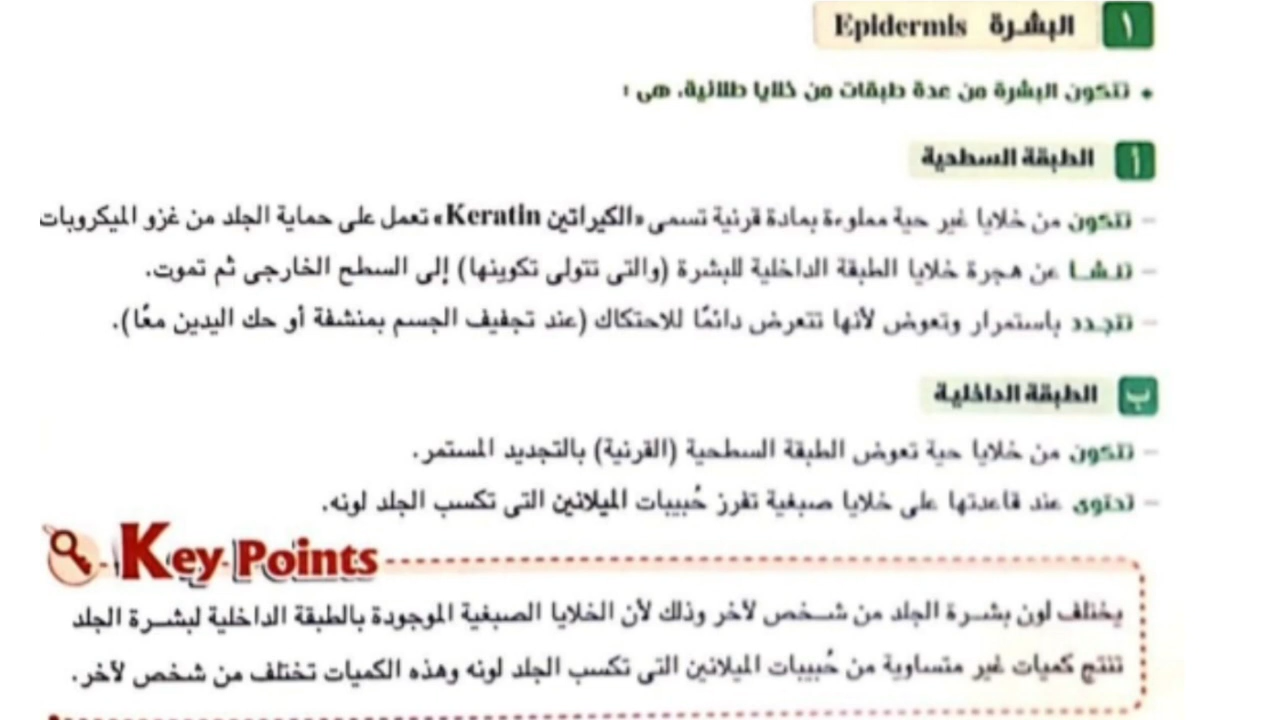 ١ البشرة Epidermis
• تتكون البشرة من عدة طبقات من خلايا طلائية، هى :
أ الطبقة السطحية
– تتكون من خلايا غير حية مملوءة بمادة قرنية تسمى «الكيراتين Keratin» تعمل على حماية الجلد من غزو الميكروبات
– تنشأ عن هجرة خلايا الطبقة الداخلية للبشرة (والتى تتولى تكوينها) إلى السطح الخارجى ثم تموت.
– تتجدد باستمرار وتعوض لأنها تتعرض دائمًا للاحتكاك (عند تجفيف الجسم بمنشفة أو حك اليدين معًا).
ب الطبقة الداخلية
– تتكون من خلايا حية تعوض الطبقة السطحية (القرنية) بالتجديد المستمر.
– تحتوى عند قاعدتها على خلايا صبغية تفرز حُبيبات الميلانين التى تكسب الجلد لونه.
Key Points
يختلف لون بشرة الجلد من شخص لآخر وذلك لأن الخلايا الصبغية الموجودة بالطبقة الداخلية لبشرة الجلد
تنتج كميات غير متساوية من حُبيبات الميلانين التى تكسب الجلد لونه وهذه الكميات تختلف من شخص لآخر.